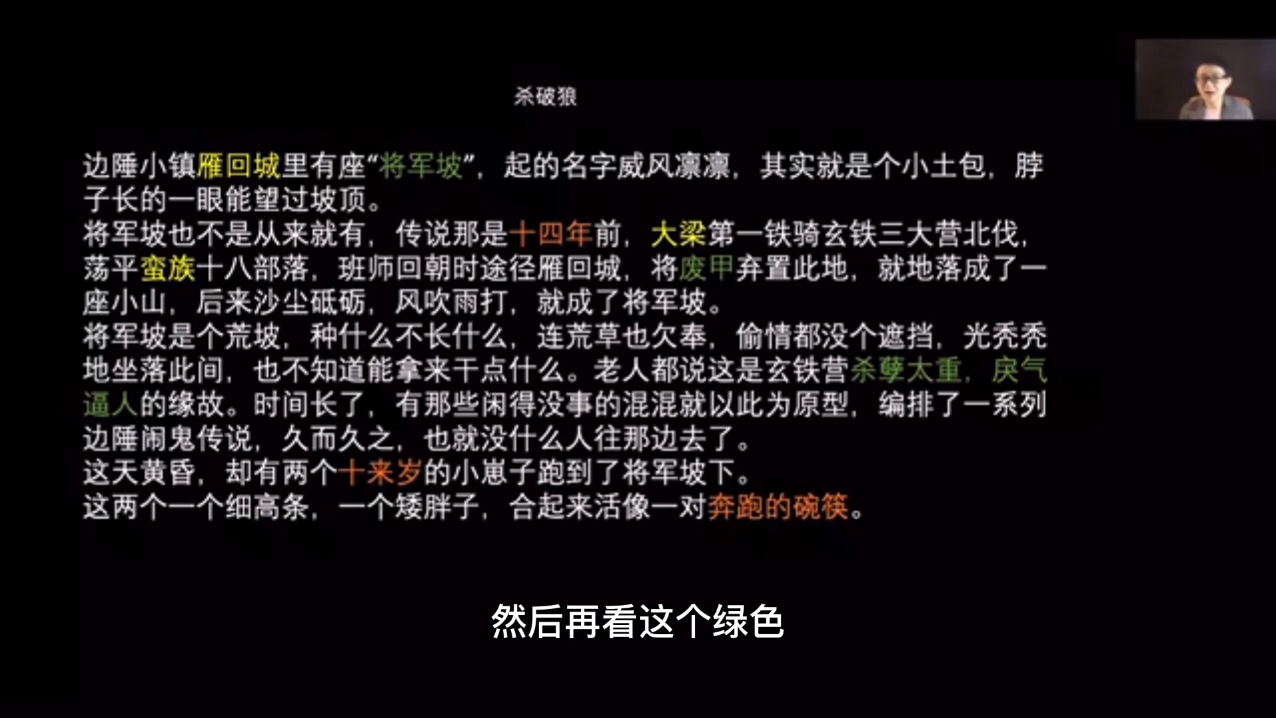 杀破狼
边陲小镇雁回城里有座“将军坡”，起的名字威风凛凛，其实就是个小土包，脖
子长的一眼能望过坡顶。
将军坡也不是从来就有，传说那是十四年前，大梁第一铁骑玄铁三大营北伐，
荡平蛮族十八部落，班师回朝时途径雁回城，将废甲弃置此地，就地落成了一
座小山，后来沙尘砥砺，风吹雨打，就成了将军坡。
将军坡是个荒坡，种什么不长什么，连荒草也欠奉，偷情都没个遮挡，光秃秃
地坐落此间，也不知道能拿来干点什么。老人都说这是玄铁营杀孽太重，戾气
逼人的缘故。时间长了，有那些闲得没事的混混就以此为原型，编排了一系列
边陲闹鬼传说，久而久之，也就没什么人往那边去了。
这天黄昏，却有两个十来岁的小崽子跑到了将军坡下。
这两个一个细高条，一个矮胖子，合起来活像一对奔跑的碗筷。
然后再看这个绿色